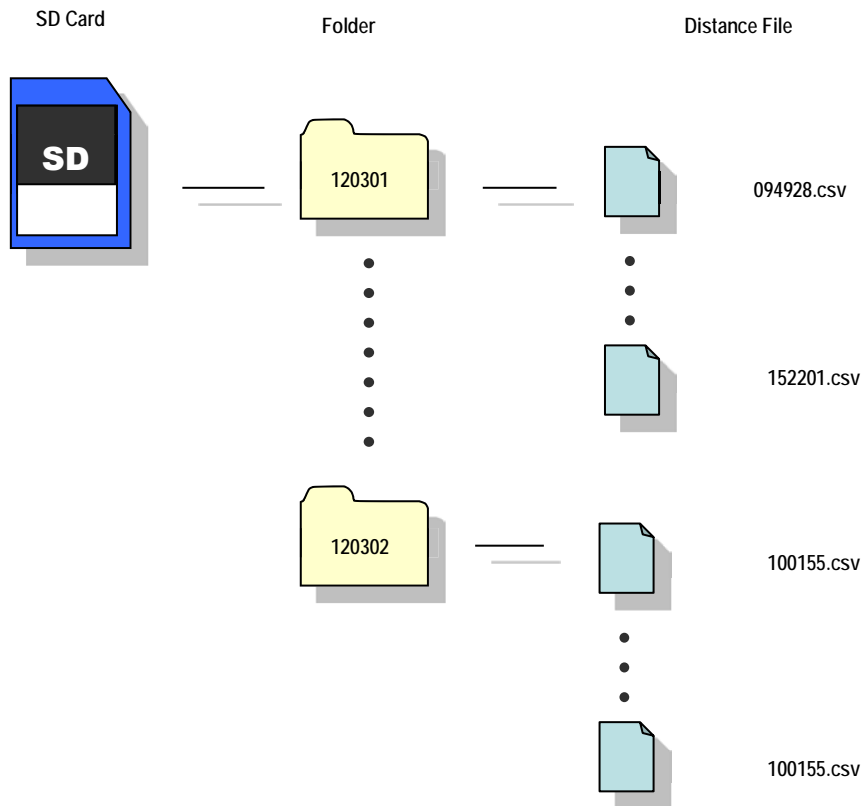 SD Card
Folder
Distance File
SD
120301
094928.csv
152201.csv
120302
100155.csv
100155.csv